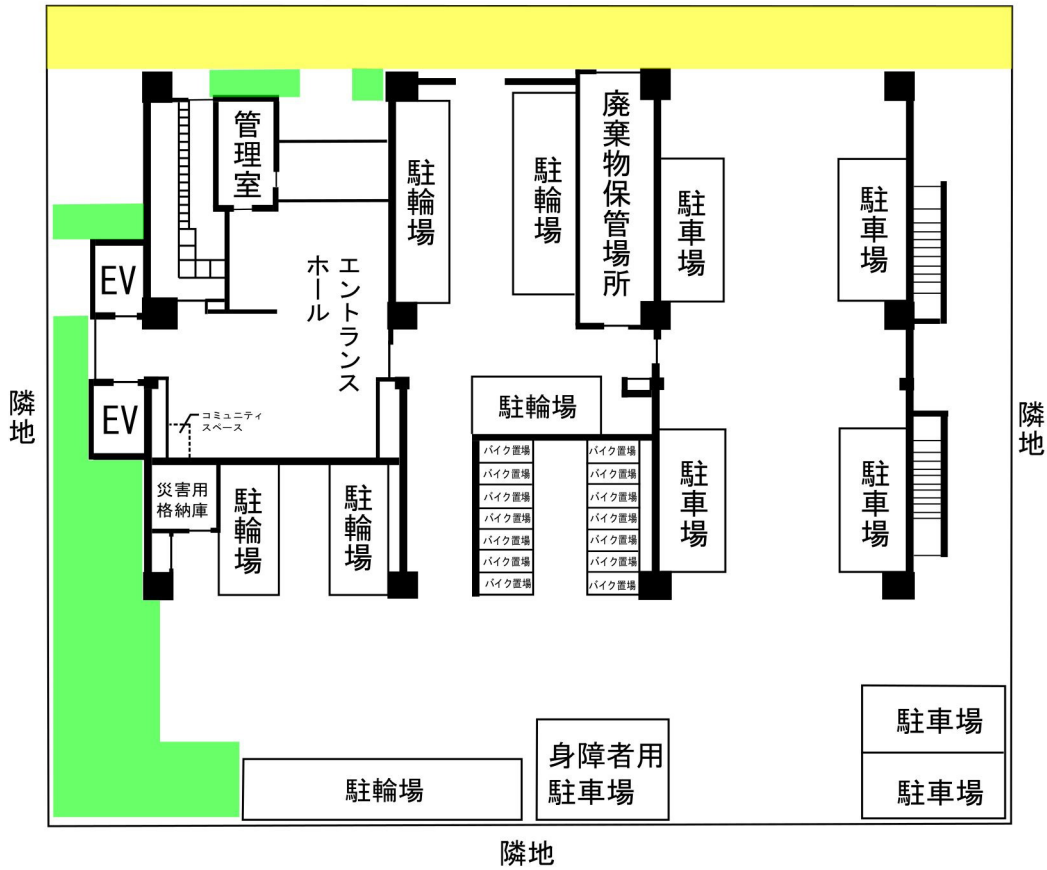 管理室
駐輪場
駐輪場
廃棄物保管場所
駐車場
駐車場
EV
エントランス
ホール
EV
コミュニティ
スペース
駐輪場
隣地
隣地
バイク置場
バイク置場
バイク置場
バイク置場
バイク置場
バイク置場
バイク置場
バイク置場
バイク置場
バイク置場
バイク置場
バイク置場
バイク置場
バイク置場
災害用
格納庫
駐輪場
駐輪場
駐車場
駐車場
駐車場
駐車場
身障者用
駐車場
駐輪場
隣地